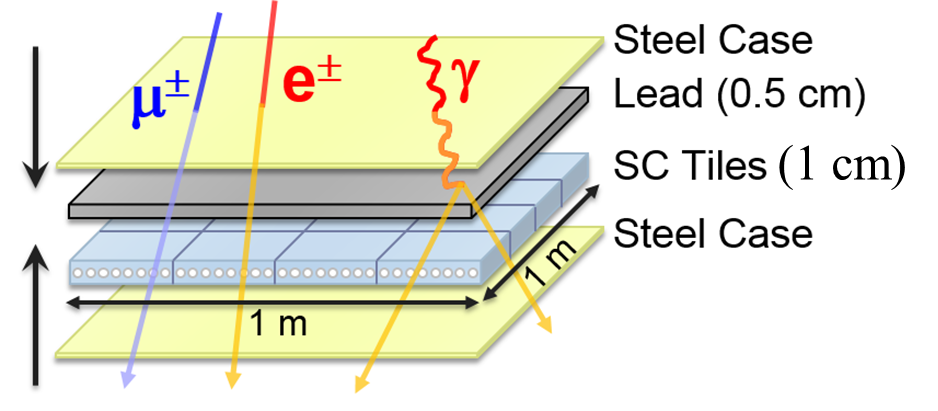 μ±
e±
γ
Steel Case
Lead (0.5 cm)
SC Tiles (1 cm)
Steel Case
1 m
1 m